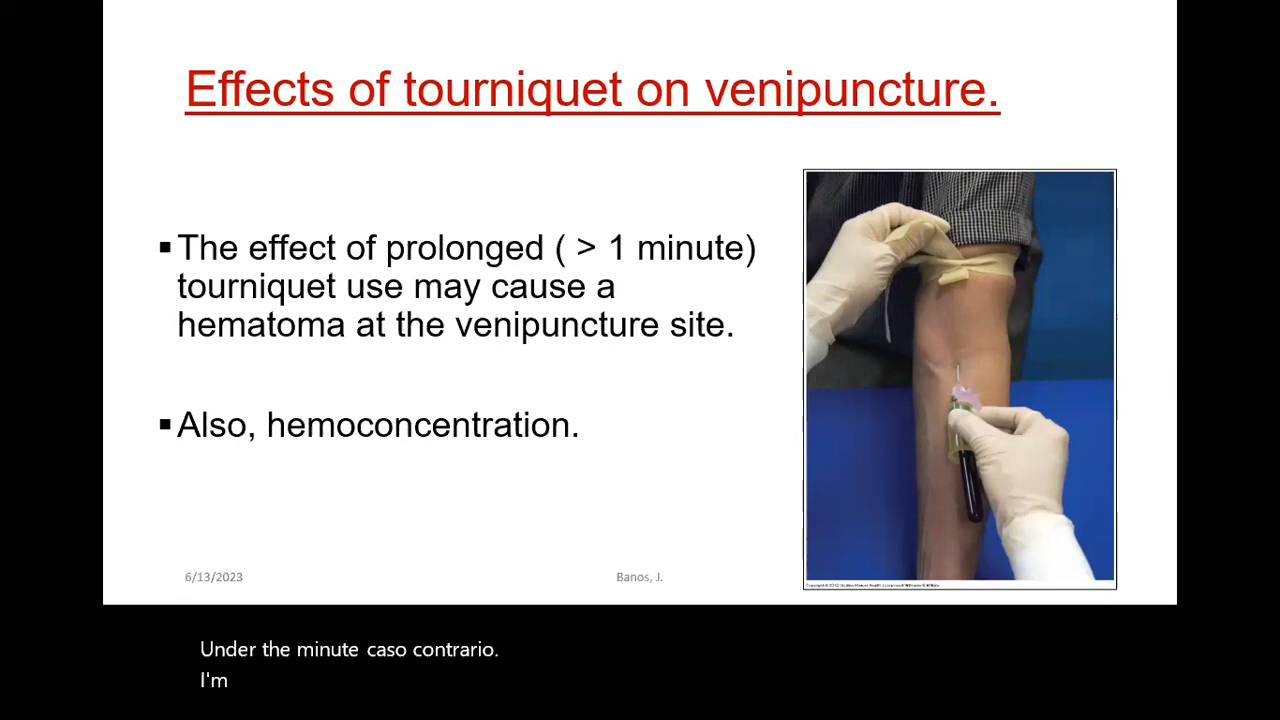 Effects of tourniquet on venipuncture.
▪The effect of prolonged ( > 1 minute)
tourniquet use may cause a
hematoma at the venipuncture site.
▪Also, hemoconcentration.
6/13/2023
Banos, J.
Under the minute caso contrario.
I'm